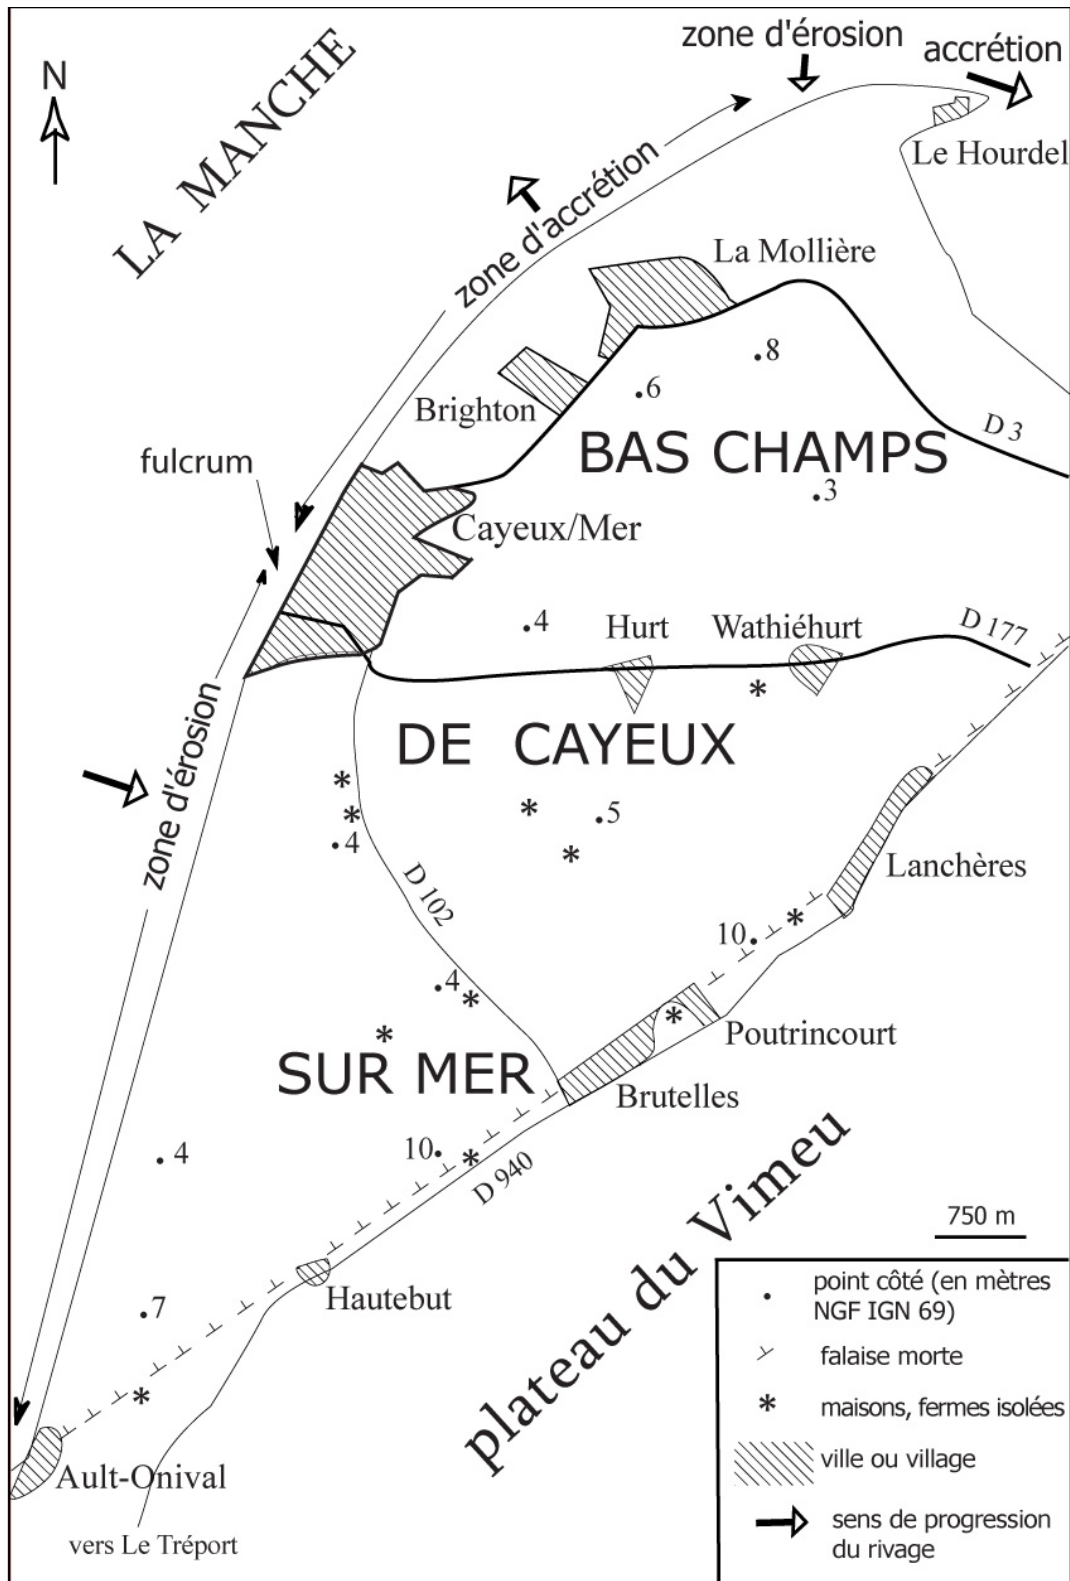 zone d'érosion
accrétion
N
LA MANCHE
Le Hourdel
zone d'accrétion
La Mollière
8
6
Brighton
D 3
BAS CHAMPS
fulcrum
3
Cayeux/Mer
4
Hurt
Wathiéhurt
D 177
zone d'érosion
DE CAYEUX
5
4
D 102
Lanchères
10
4
Poutrincourt
SUR MER
Brutelles
4
10
D 940
plateau du Vimeu
750 m
Hautebut
7
Ault-Onival
vers Le Tréport
point côté (en mètres
NGF IGN 69)
falaise morte
maisons, fermes isolées
ville ou village
sens de progression
du rivage